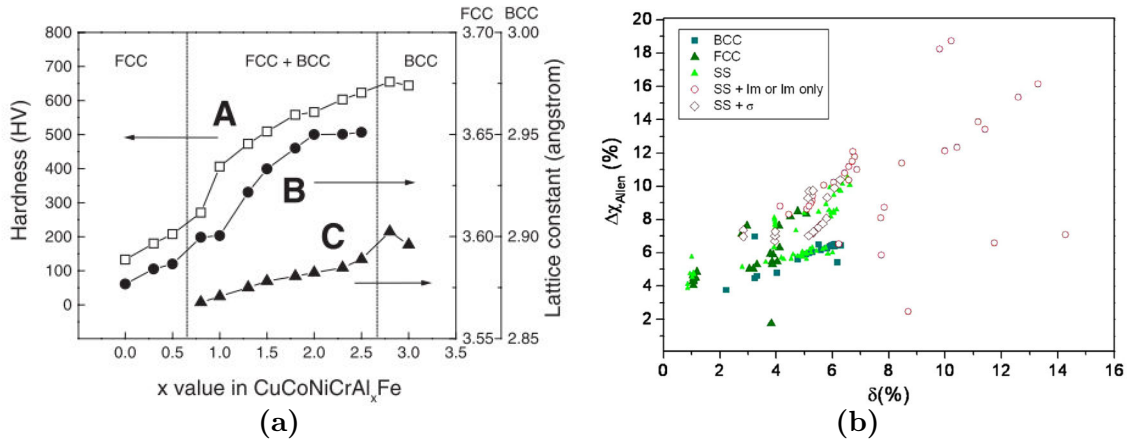 FCC BCC
800
700
600
500
400
300
200
100
0
Hardness (HV)
FCC
FCC + BCC
BCC
A
B
C
3.70
3.65
3.60
3.55
3.00
2.95
2.90
2.85
Lattice constant (angstrom)
0.0 0.5 1.0 1.5 2.0 2.5 3.0 3.5
x value in CuCoNiCrAlxFe
(a)
20
18
16
14
12
10
8
6
4
2
Δχ_Allen (%)
BCC
FCC
SS
SS + Im or Im only
SS + σ
0 2 4 6 8 10 12 14 16
δ(%)
(b)